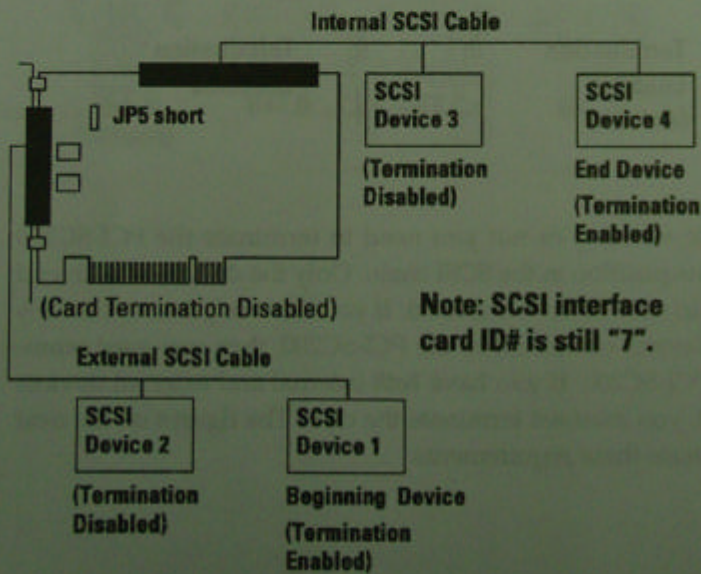 Internal SCSI Cable
JP5 short
SCSI
Device 3
(Termination
Disabled)
SCSI
Device 4
End Device
(Termination
Enabled)
(Card Termination Disabled)
Note: SCSI interface
card ID# is still "7".
External SCSI Cable
SCSI
Device 2
(Termination
Disabled)
SCSI
Device 1
Beginning Device
(Termination
Enabled)